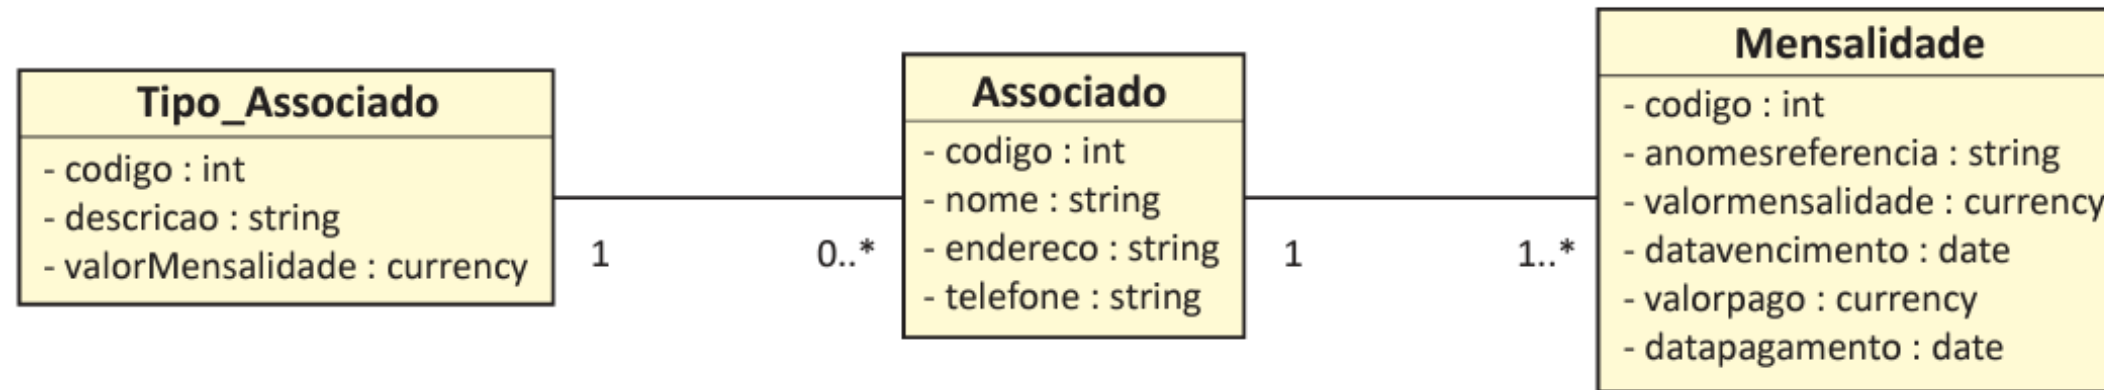 Tipo_Associado
- codigo : int
- descricao : string
- valorMensalidade : currency
1
0..*
Associado
- codigo : int
- nome : string
- endereco : string
- telefone : string
1
1..*
Mensalidade
- codigo : int
- anomesreferencia : string
- valormensalidade : currency
- datavencimento : date
- valorpago : currency
- datapagamento : date